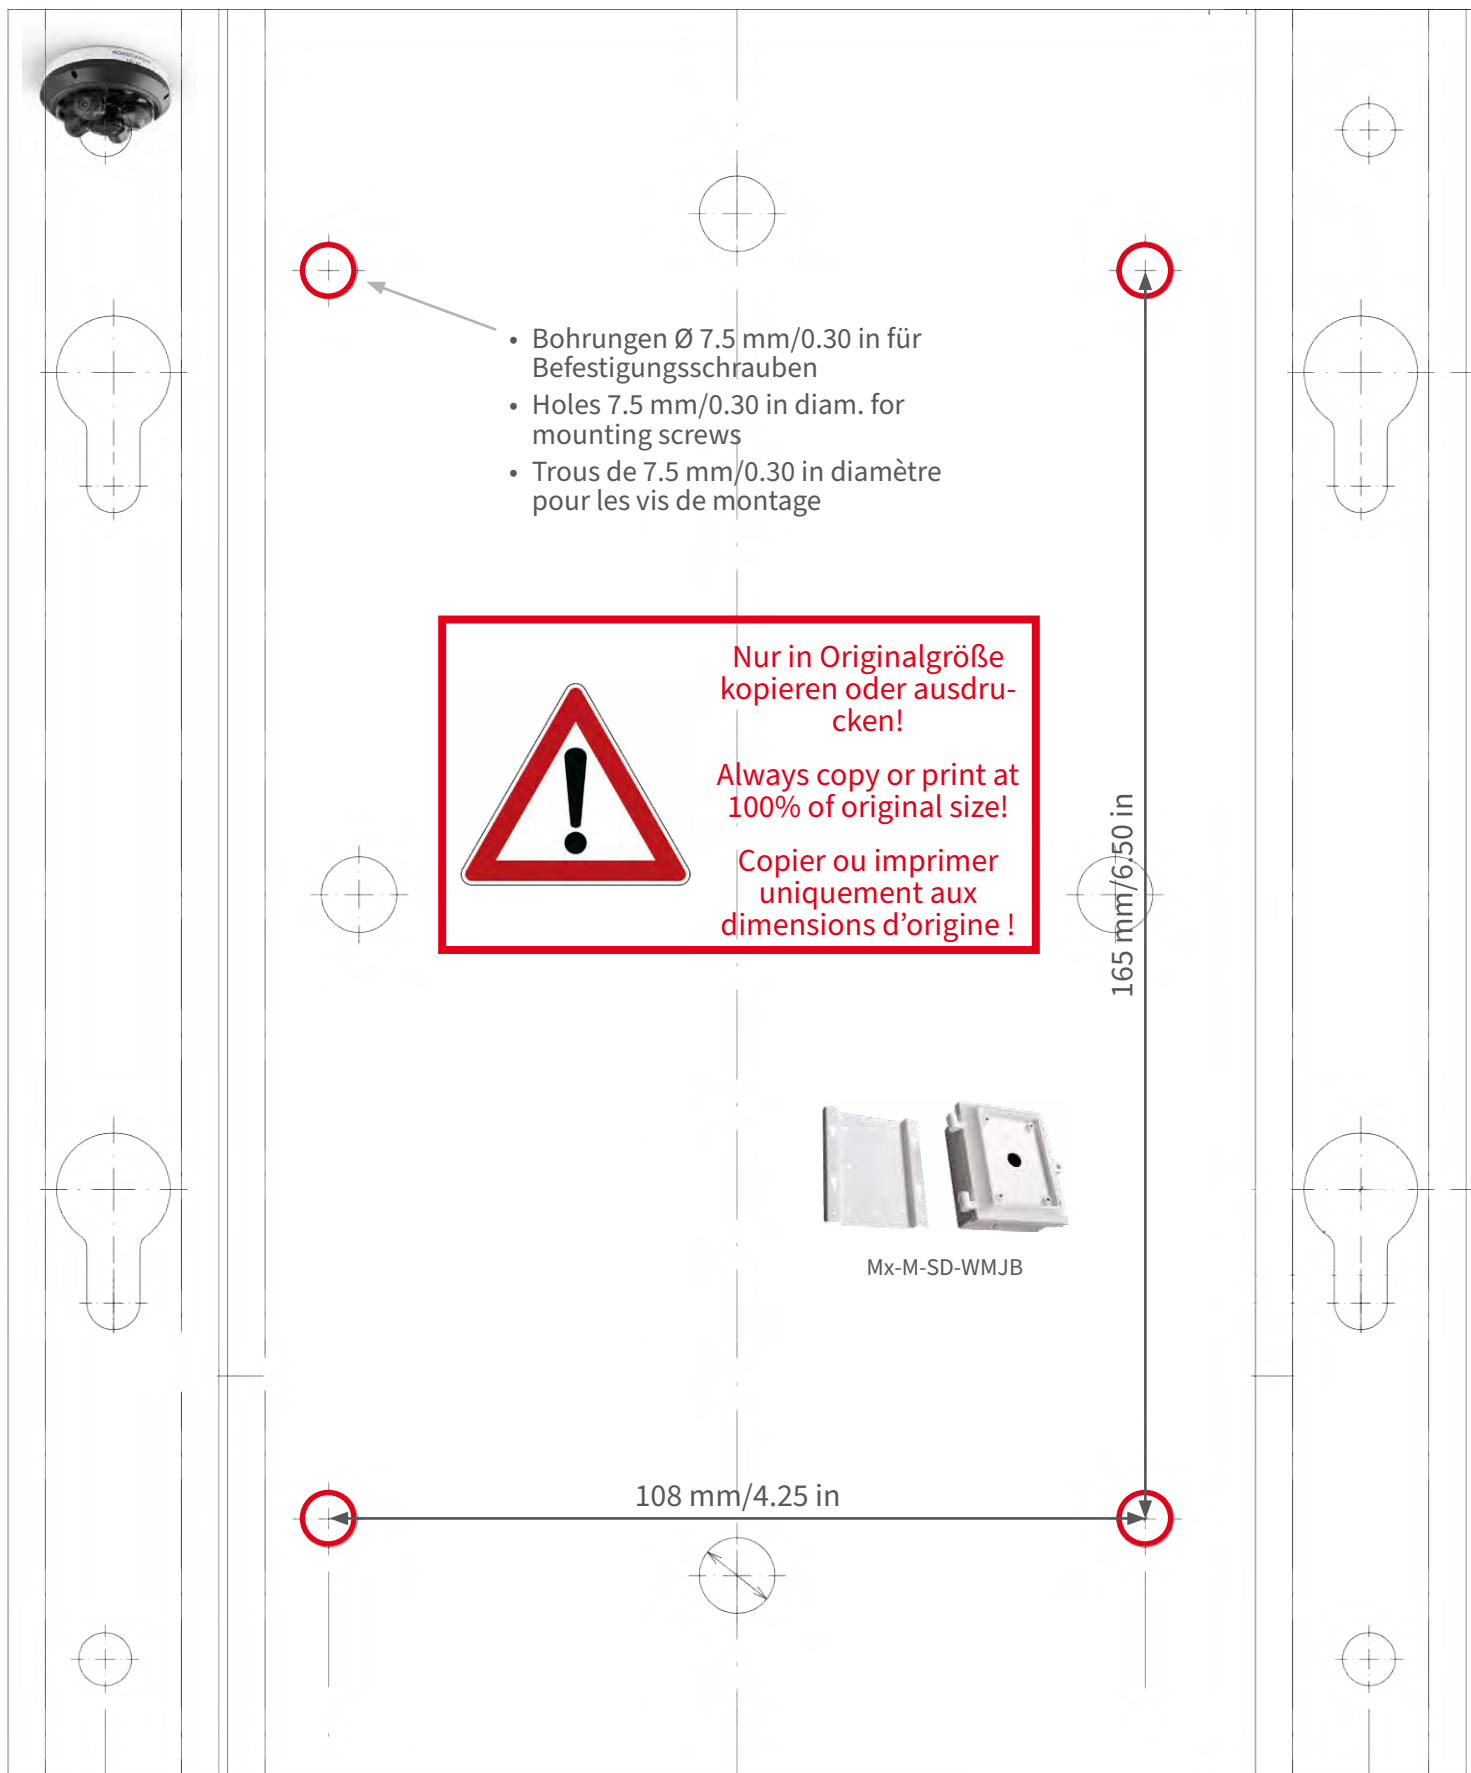 • Bohrungen Ø 7.5 mm/0.30 in für
Befestigungsschrauben
• Holes 7.5 mm/0.30 in diam. for
mounting screws
• Trous de 7.5 mm/0.30 in diamètre
pour les vis de montage
Nur in Originalgröße
kopieren oder ausdru-
cken!
Always copy or print at
100% of original size!
Copier ou imprimer
uniquement aux
dimensions d’origine !
165 mm/6.50 in
Mx-M-SD-WMJB
108 mm/4.25 in